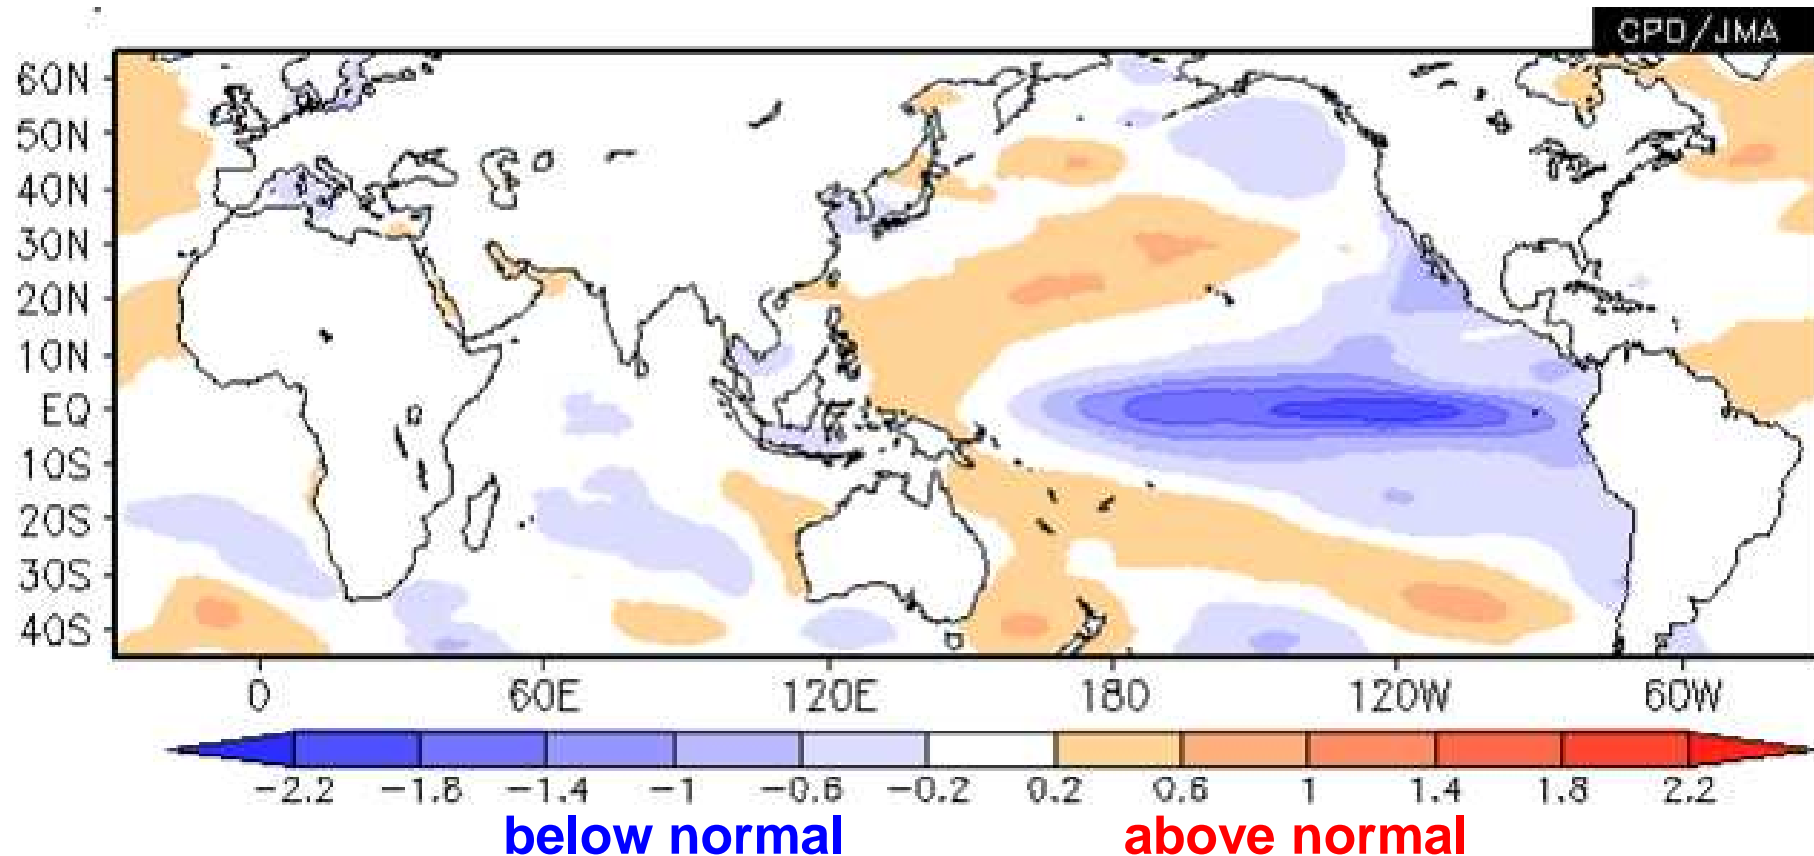 CPD/JMA
60N
50N
40N
30N
20N
10N
EQ
10S
20S
30S
40S
0 60E 120E 180 120W 60W
-2.2 -1.8 -1.4 -1 -0.6 -0.2 0.2 0.6 1 1.4 1.8 2.2
below normal above normal